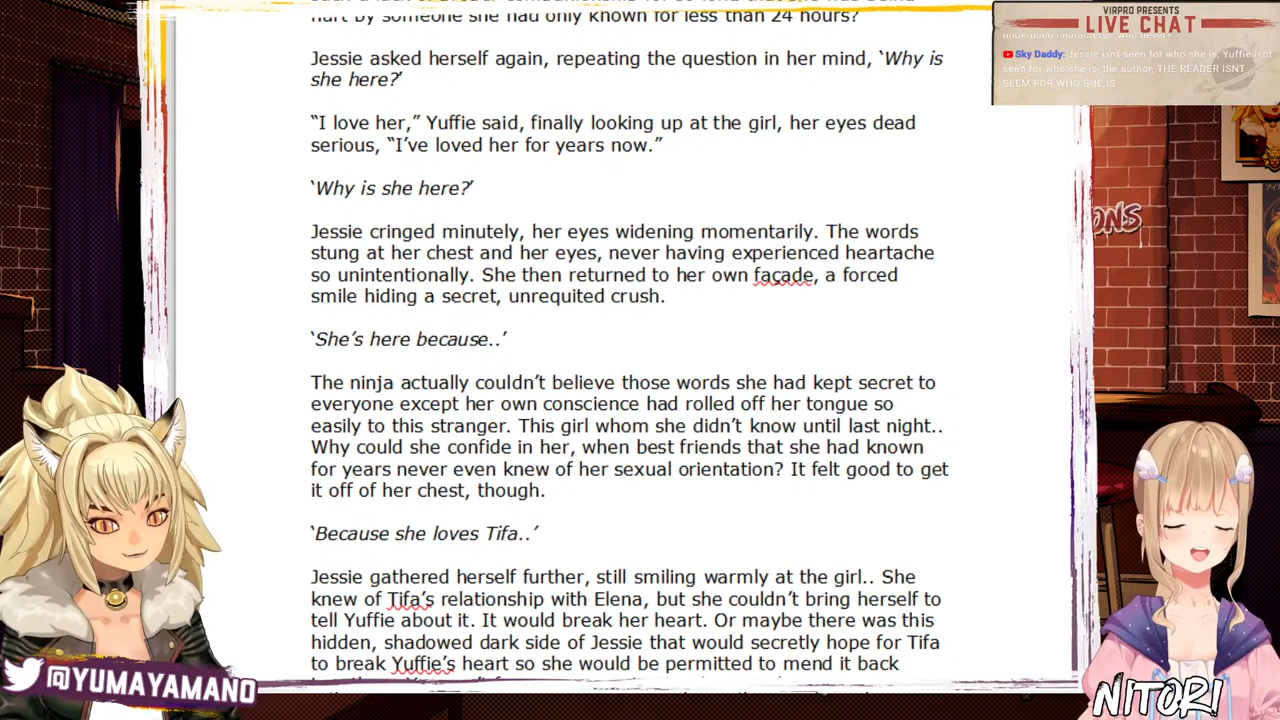 hurt by someone she had only known for less than 24 hours?
Jessie asked herself again, repeating the question in her mind, ‘Why is
she here?’
“I love her,” Yuffie said, finally looking up at the girl, her eyes dead
serious, “I’ve loved her for years now.”
‘Why is she here?’
Jessie cringed minutely, her eyes widening momentarily. The words
stung at her chest and her eyes, never having experienced heartache
so unintentionally. She then returned to her own façade, a forced
smile hiding a secret, unrequited crush.
‘She’s here because..’
The ninja actually couldn’t believe those words she had kept secret to
everyone except her own conscience had rolled off her tongue so
easily to this stranger. This girl whom she didn’t know until last night..
Why could she confide in her, when best friends that she had known
for years never even knew of her sexual orientation? It felt good to get
it off of her chest, though.
‘Because she loves Tifa..’
Jessie gathered herself further, still smiling warmly at the girl.. She
knew of Tifa’s relationship with Elena, but she couldn’t bring herself to
tell Yuffie about it. It would break her heart. Or maybe there was this
hidden, shadowed dark side of Jessie that would secretly hope for Tifa
to break Yuffie’s heart so she would be permitted to mend it back
VIRPRO PRESENTS
LIVE CHAT
Sky Daddy: Jessie isnt seen for who she is, Yuffie isnt
seen for who she is, the author, THE READER ISNT
SEEM FOR WHO SHE IS
ONS
@YUMAYAMANO
NITORI